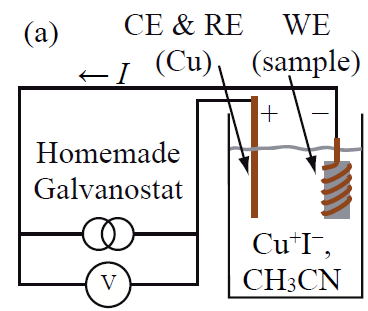 (a)
CE & RE
(Cu)
WE
(sample)
← I
+
−
Homemade
Galvanostat
V
Cu⁺I⁻,
CH₃CN